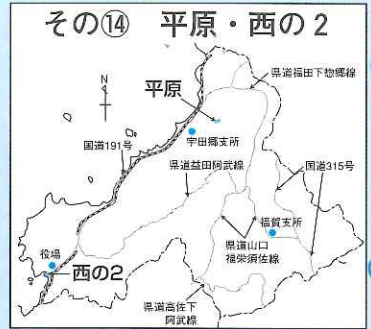 その⑭ 平原・西の2
N
県道福田下惣郷線
平原
宇田郷支所
国道191号
県道益田阿武線
国道315号
福賀支所
役場
県道山口
福栄須佐線
西の2
県道高佐下
阿武線